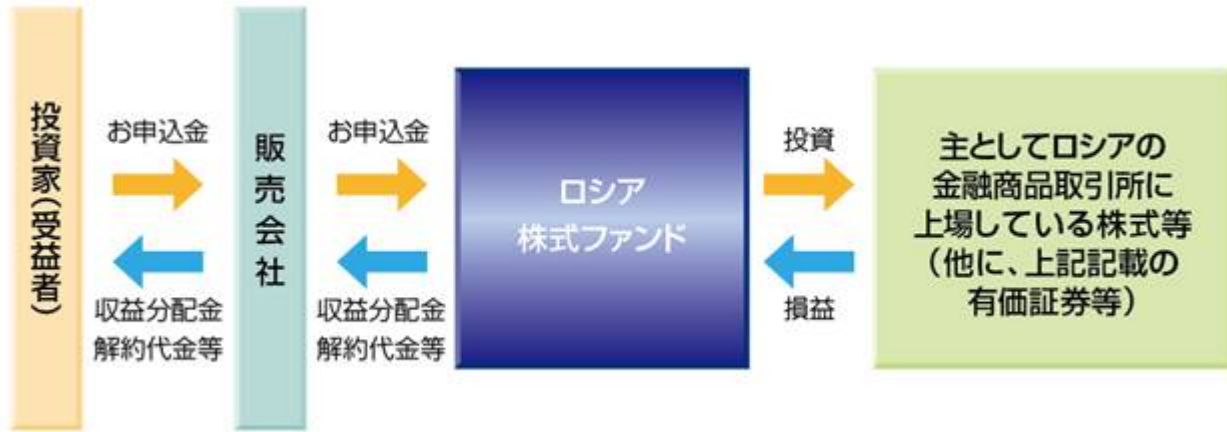 投資家(受益者)
お申込金
収益分配金
解約代金等
販売会社
お申込金
収益分配金
解約代金等
ロシア
株式ファンド
投資
損益
主としてロシアの
金融商品取引所に
上場している株式等
(他に、上記記載の
有価証券等)